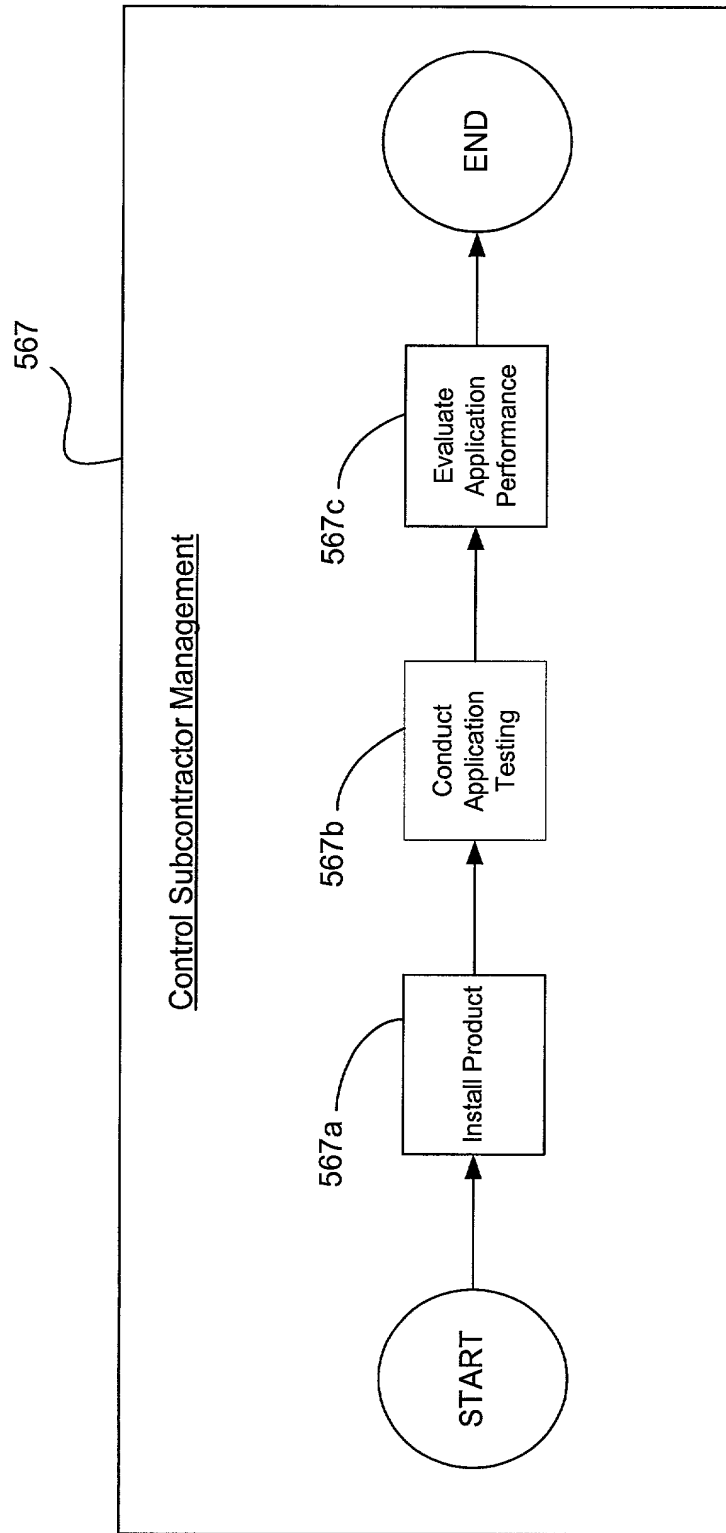 567
Control Subcontractor Management
567a
567b
567c
START
Install Product
Conduct
Application
Testing
Evaluate
Application
Performance
END